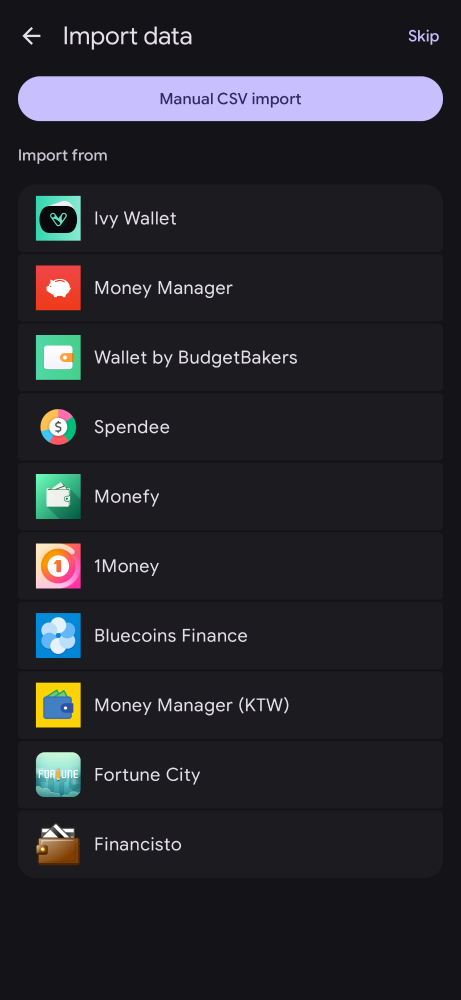 Import data
Skip
Manual CSV import
Import from
Ivy Wallet
Money Manager
Wallet by BudgetBakers
$
Spendee
Monefy
1
1Money
Bluecoins Finance
Money Manager (KTW)
FORTUNE
Fortune City
Financisto